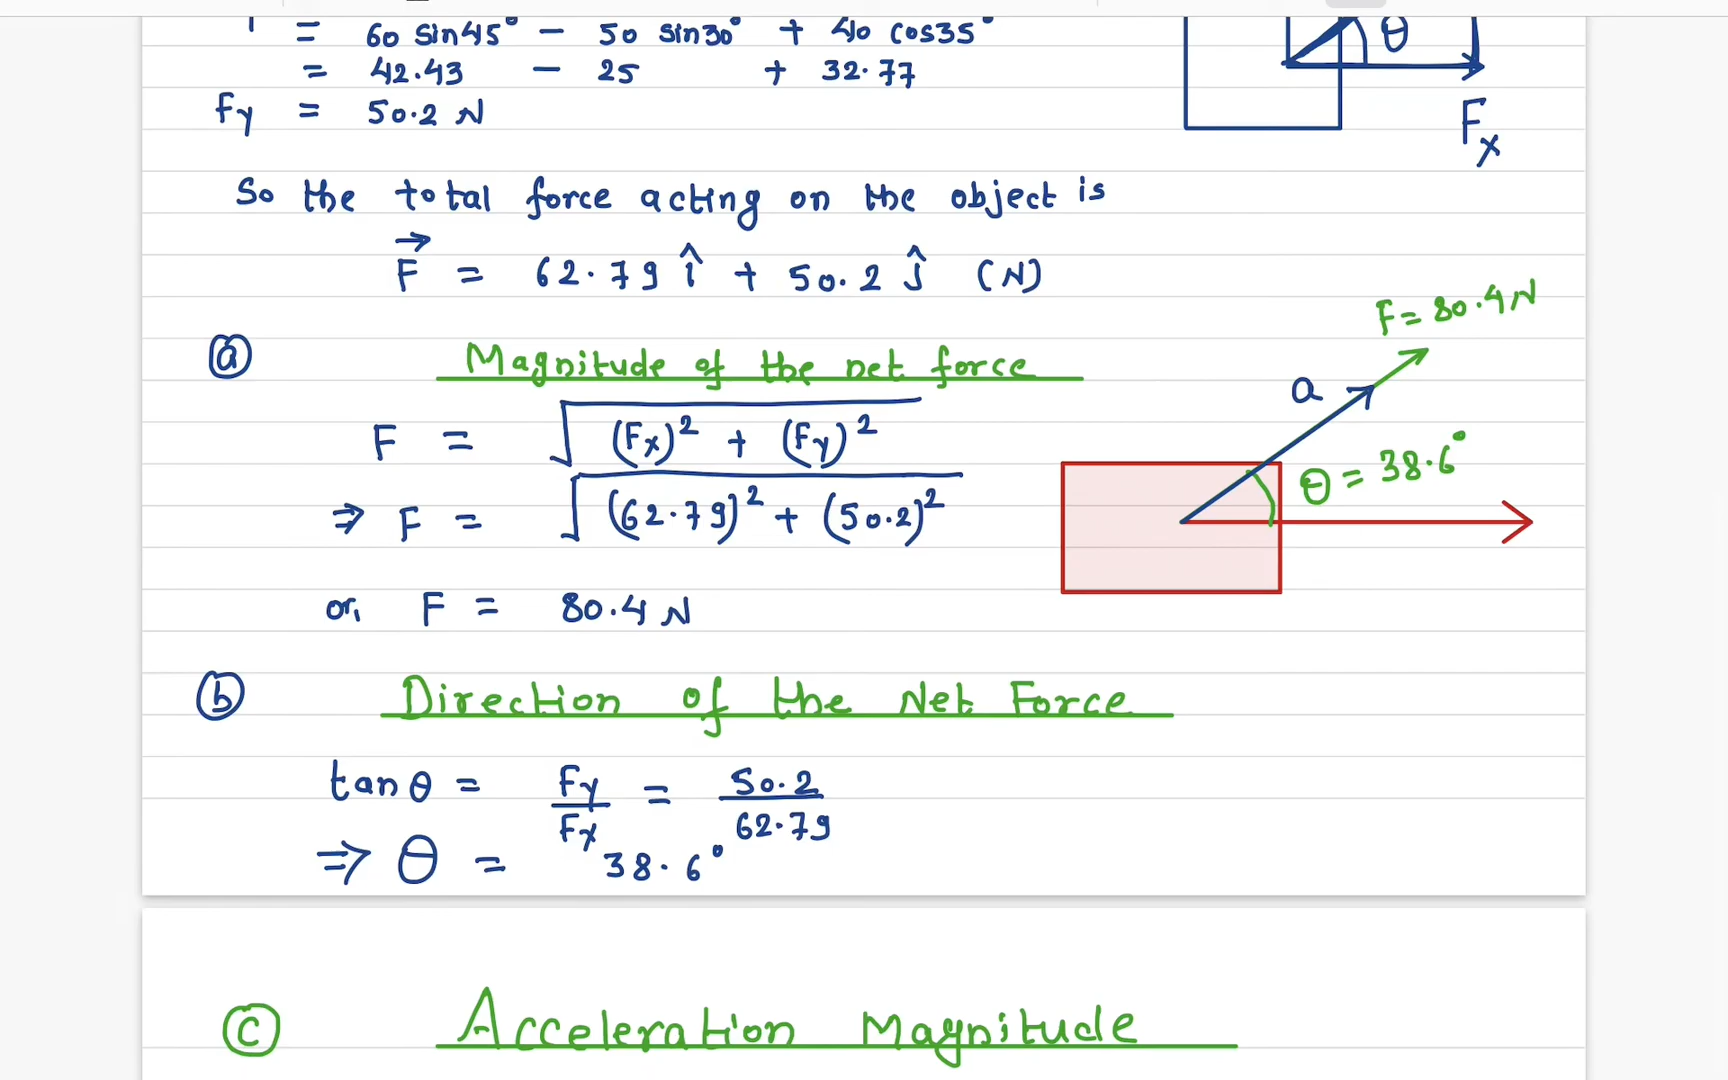 = 60 sin45° - 50 sin30° + 40 cos35°
= 42.43 - 25 + 32.77
Fy = 50.2 N
θ
Fx
So the total force acting on the object is
F⃗ = 62.79 î + 50.2 ĵ (N)
F = 80.4 N
a
θ = 38.6°
ⓐ Magnitude of the net force
F = √((Fx)² + (Fy)²)
⇒ F = √((62.79)² + (50.2)²)
or, F = 80.4 N
ⓑ Direction of the Net Force
tanθ = Fy/Fx = 50.2/62.79
⇒ θ = 38.6°
ⓒ Acceleration Magnitude